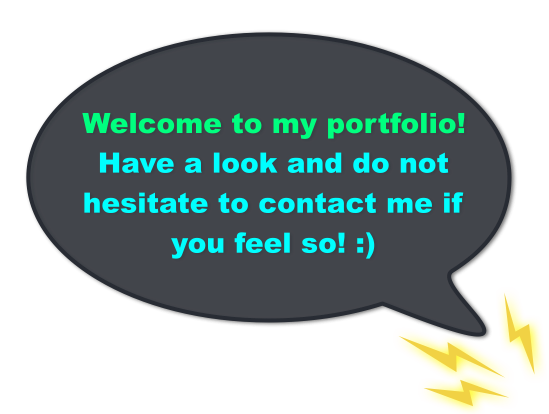 Welcome to my portfolio!
Have a look and do not
hesitate to contact me if
you feel so! :)